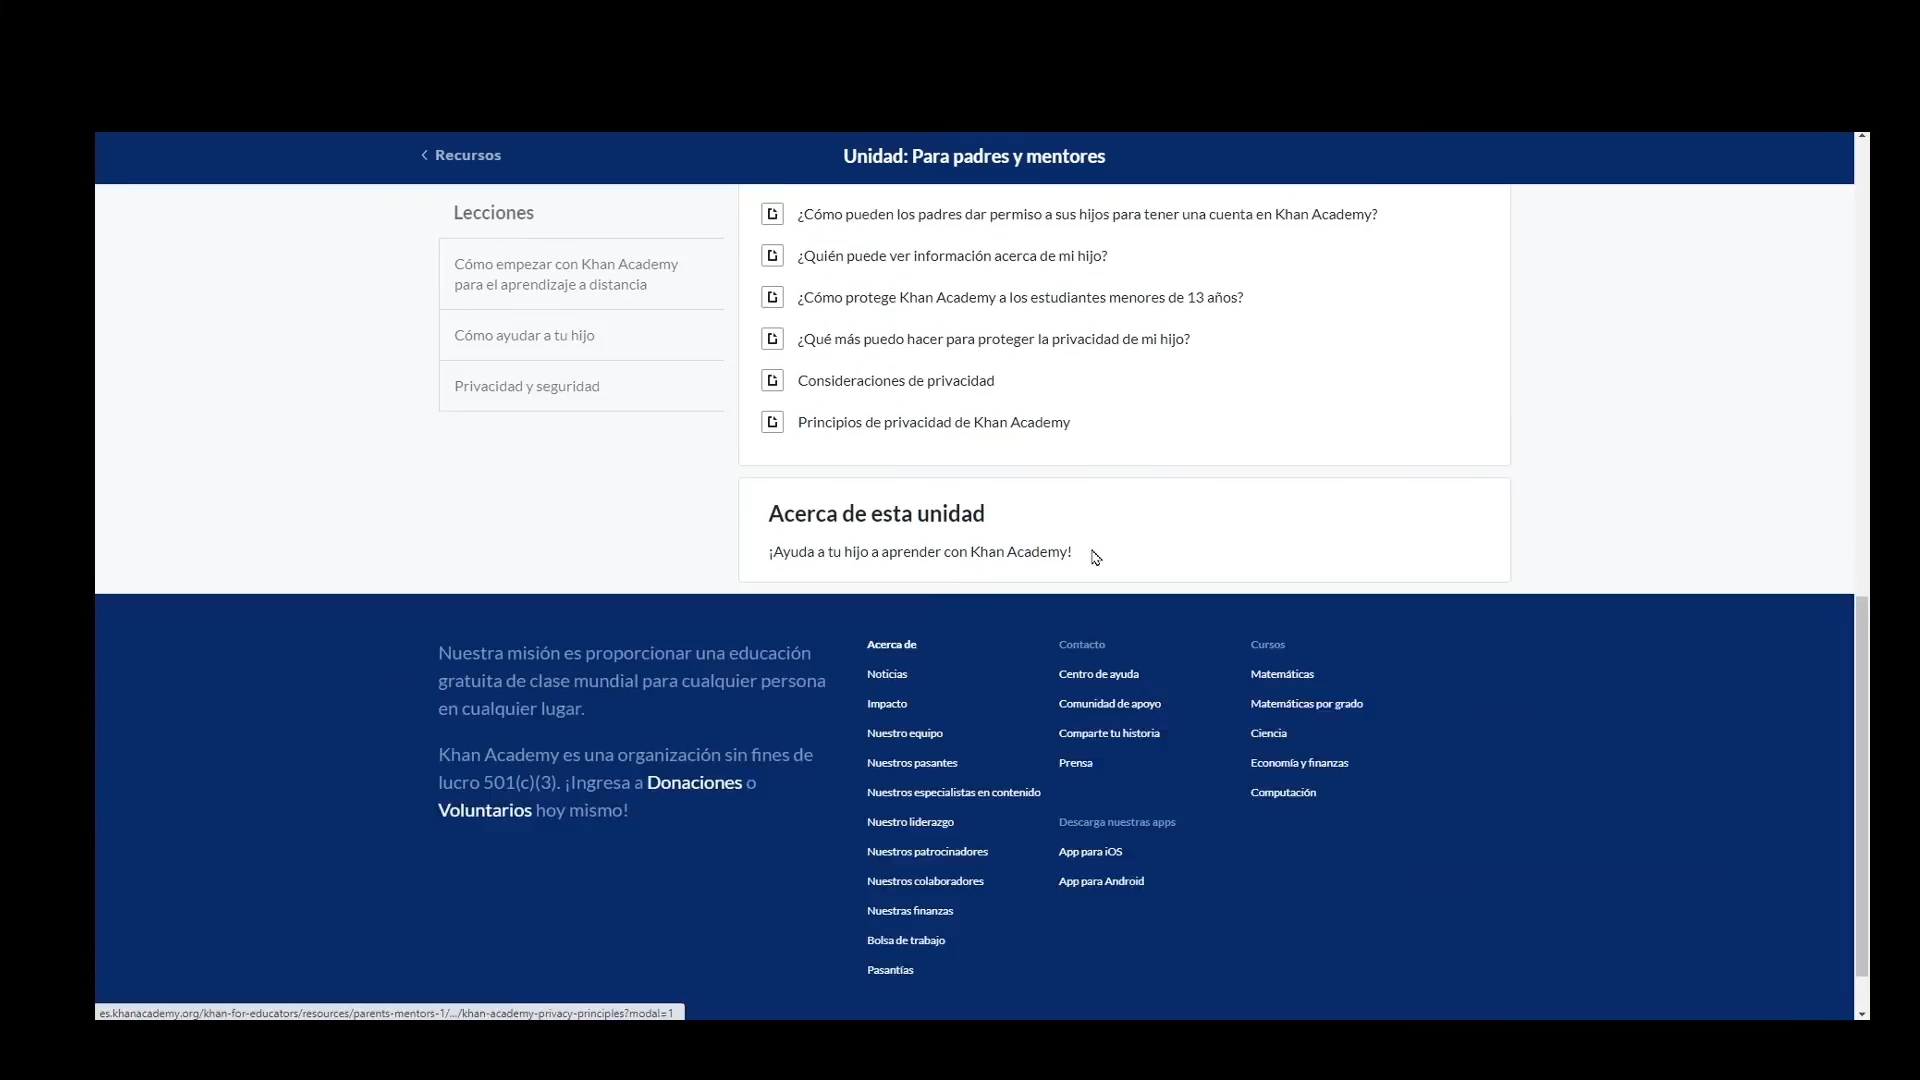 Recursos
Unidad: Para padres y mentores
Lecciones
Cómo empezar con Khan Academy
para el aprendizaje a distancia
Cómo ayudar a tu hijo
Privacidad y seguridad
¿Cómo pueden los padres dar permiso a sus hijos para tener una cuenta en Khan Academy?
¿Quién puede ver información acerca de mi hijo?
¿Cómo protege Khan Academy a los estudiantes menores de 13 años?
¿Qué más puedo hacer para proteger la privacidad de mi hijo?
Consideraciones de privacidad
Principios de privacidad de Khan Academy
Acerca de esta unidad
¡Ayuda a tu hijo a aprender con Khan Academy!
Nuestra misión es proporcionar una educación
gratuita de clase mundial para cualquier persona
en cualquier lugar.
Khan Academy es una organización sin fines de
lucro 501(c)(3). ¡Ingresa a Donaciones o
Voluntarios hoy mismo!
Acerca de
Noticias
Impacto
Nuestro equipo
Nuestros pasantes
Nuestros especialistas en contenido
Nuestro liderazgo
Nuestros patrocinadores
Nuestros colaboradores
Nuestras finanzas
Bolsa de trabajo
Pasantías
Contacto
Centro de ayuda
Comunidad de apoyo
Comparte tu historia
Prensa
Descarga nuestras apps
App para iOS
App para Android
Cursos
Matemáticas
Matemáticas por grado
Ciencia
Economía y finanzas
Computación
es.khanacademy.org/khan-for-educators/resources/parents-mentors-1/.../khan-academy-privacy-principles?modal=1